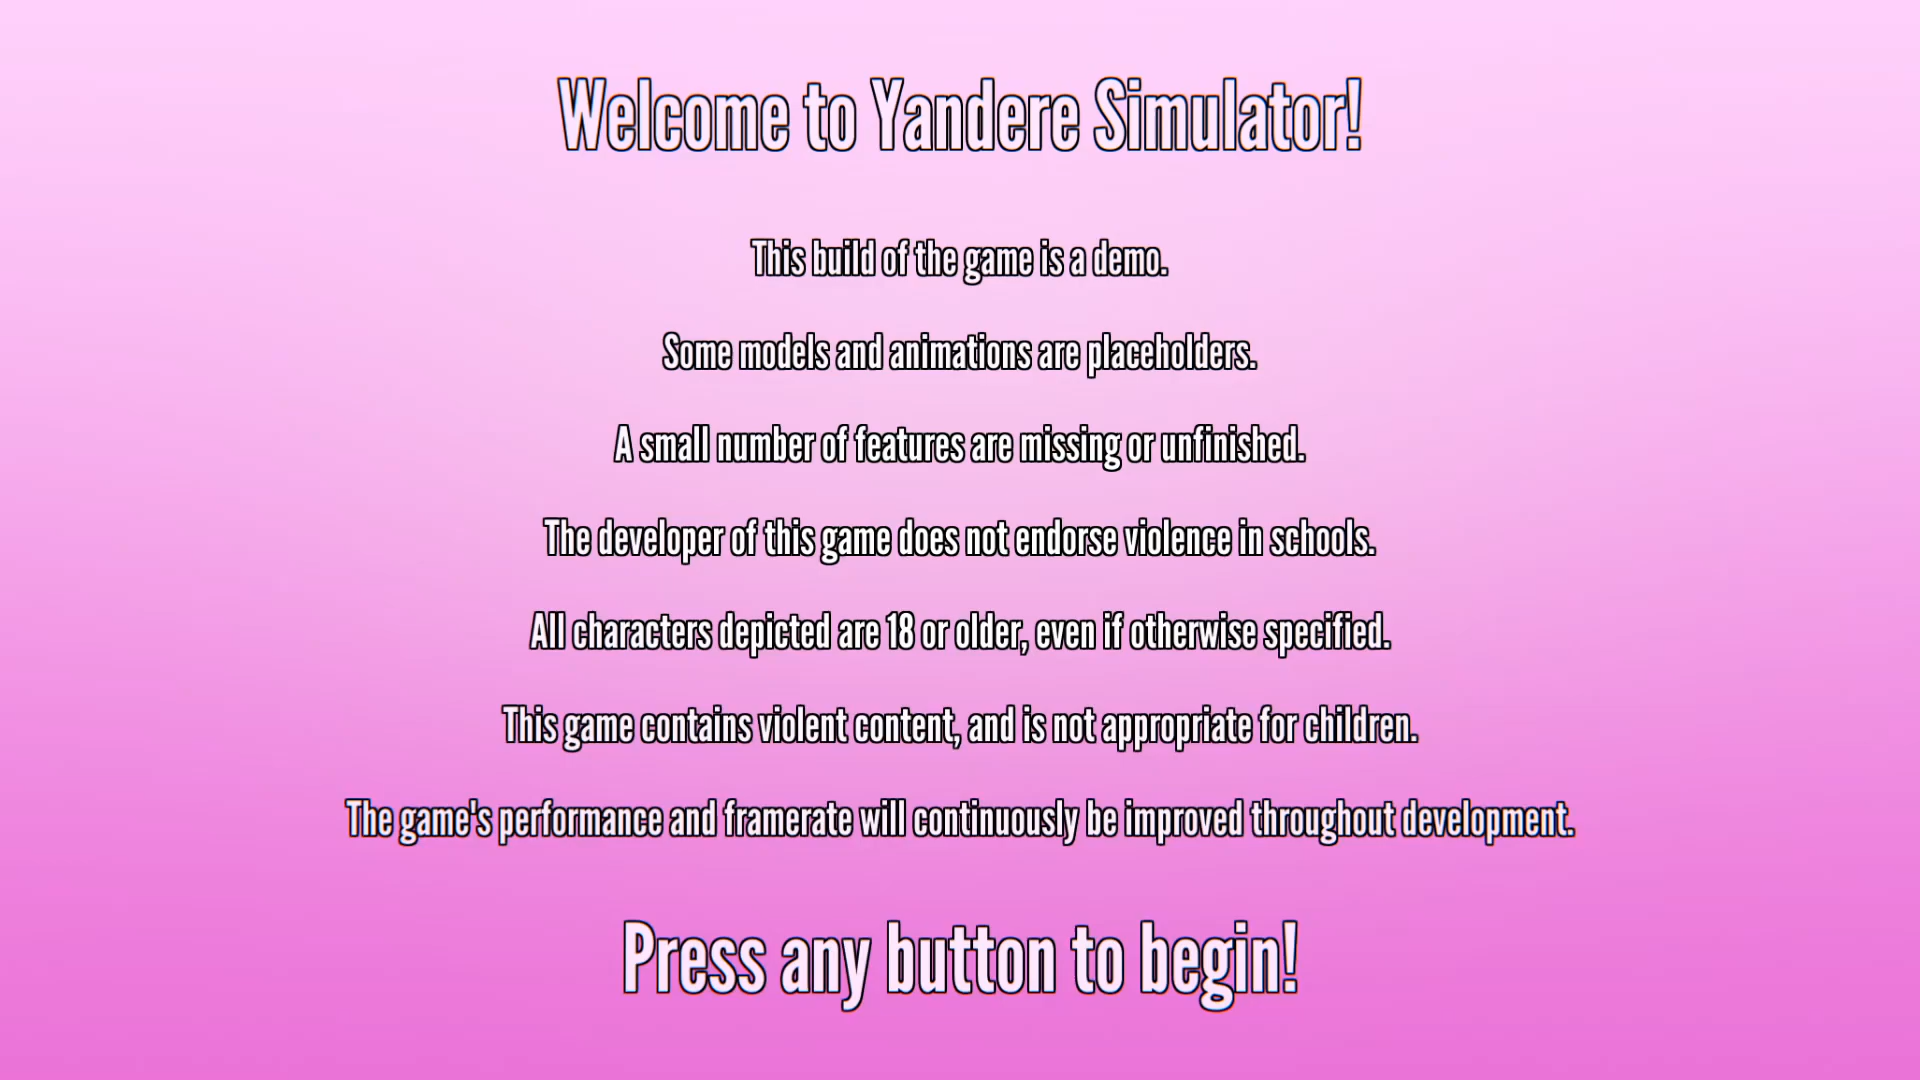 Welcome to Yandere Simulator!
This build of the game is a demo.
Some models and animations are placeholders.
A small number of features are missing or unfinished.
The developer of this game does not endorse violence in schools.
All characters depicted are 18 or older, even if otherwise specified.
This game contains violent content, and is not appropriate for children.
The game's performance and framerate will continuously be improved throughout development.
Press any button to begin!